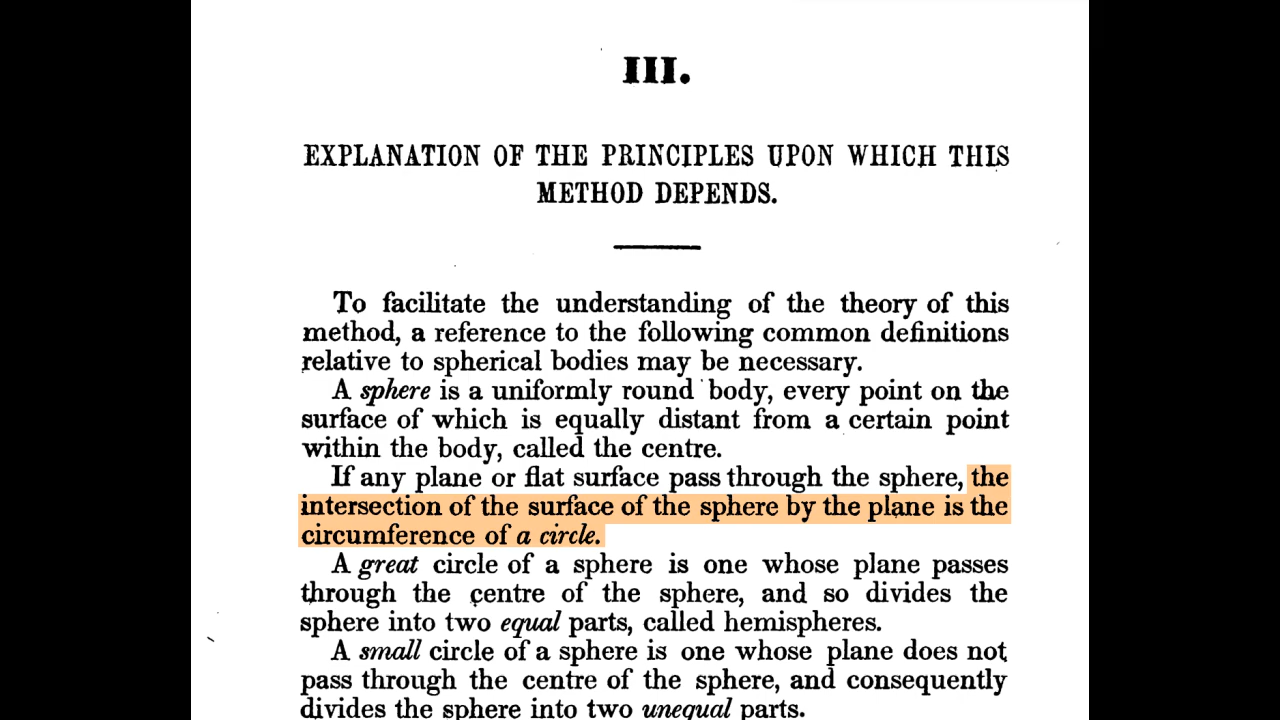 III.
EXPLANATION OF THE PRINCIPLES UPON WHICH THIS
METHOD DEPENDS.
To facilitate the understanding of the theory of this
method, a reference to the following common definitions
relative to spherical bodies may be necessary.
A sphere is a uniformly round body, every point on the
surface of which is equally distant from a certain point
within the body, called the centre.
If any plane or flat surface pass through the sphere, the
intersection of the surface of the sphere by the plane is the
circumference of a circle.
A great circle of a sphere is one whose plane passes
through the centre of the sphere, and so divides the
sphere into two equal parts, called hemispheres.
A small circle of a sphere is one whose plane does not
pass through the centre of the sphere, and consequently
divides the sphere into two unequal parts.